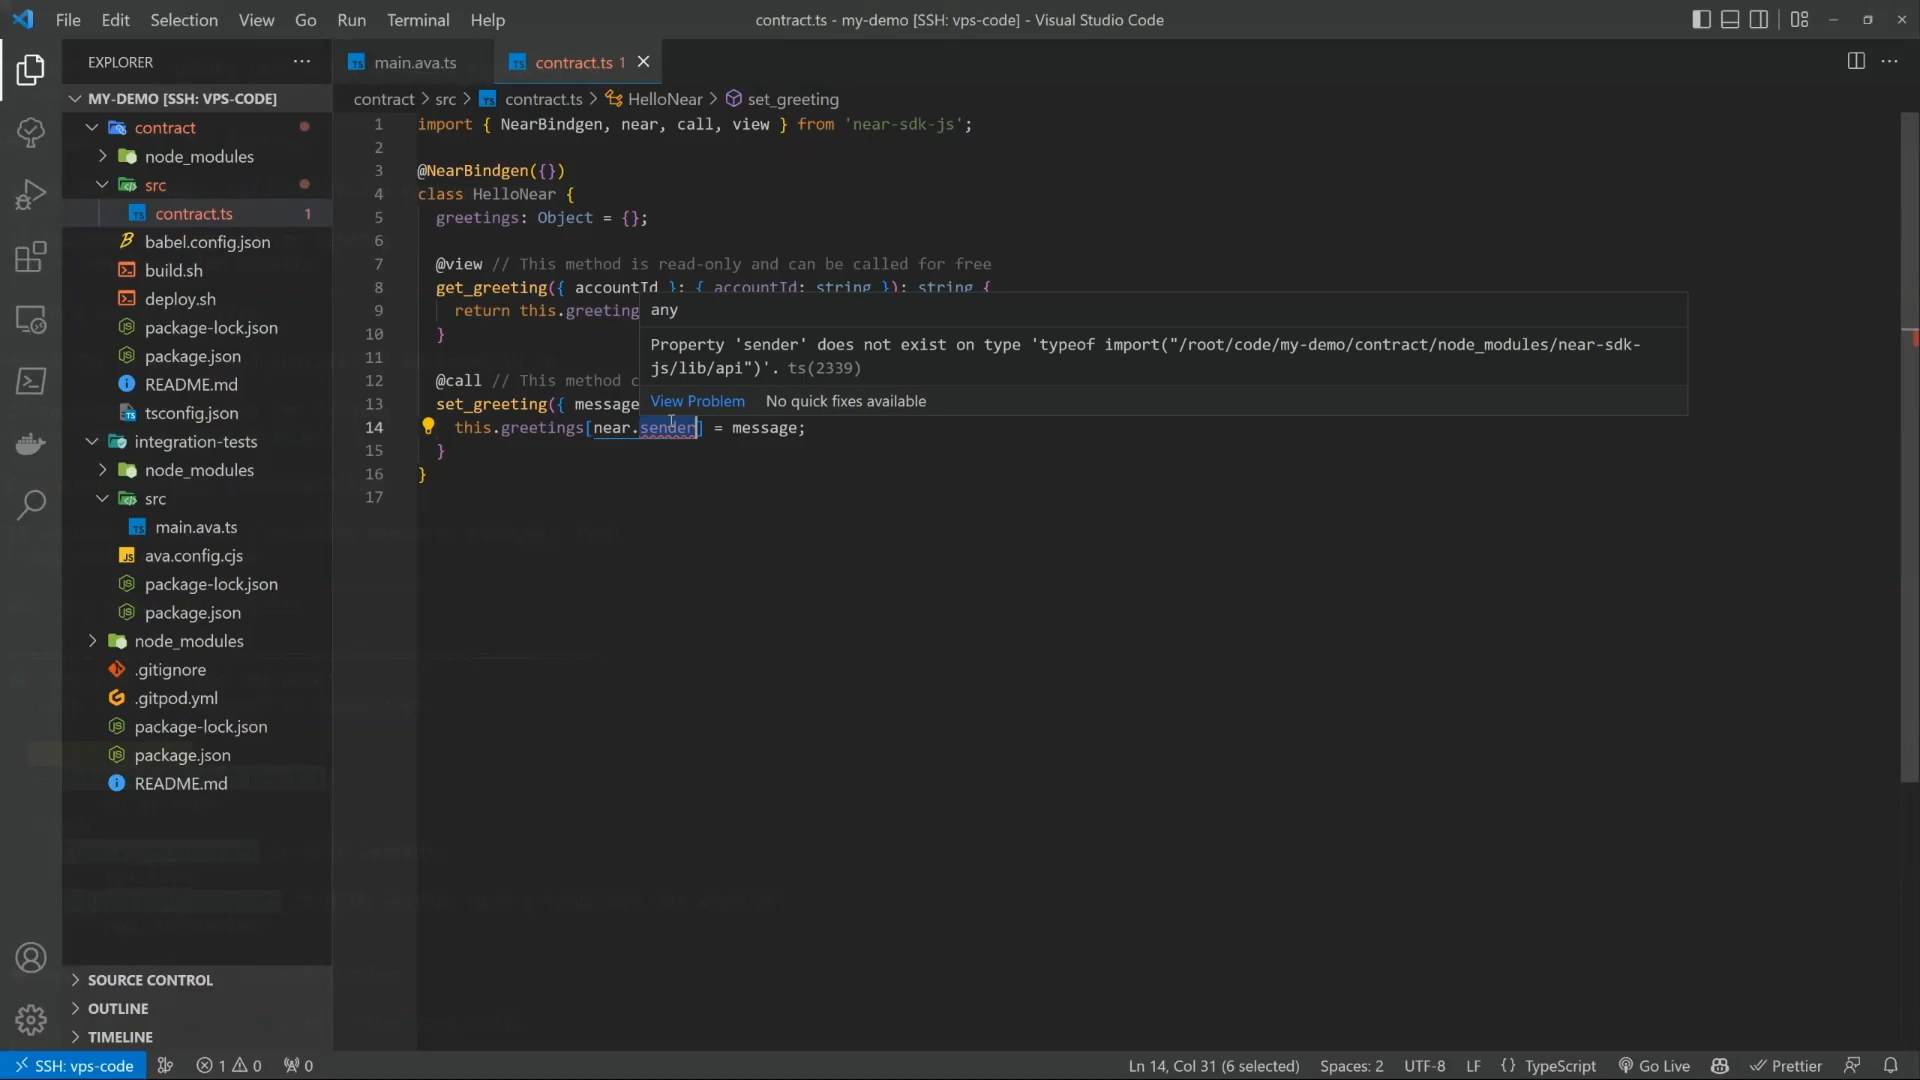 File Edit Selection View Go Run Terminal Help
contract.ts - my-demo [SSH: vps-code] - Visual Studio Code
EXPLORER
main.ava.ts
contract.ts 1
MY-DEMO [SSH: VPS-CODE]
contract
node_modules
src
contract.ts 1
babel.config.json
build.sh
deploy.sh
package-lock.json
package.json
README.md
tsconfig.json
integration-tests
node_modules
src
main.ava.ts
ava.config.cjs
package-lock.json
package.json
node_modules
.gitignore
.gitpod.yml
package-lock.json
package.json
README.md
SOURCE CONTROL
OUTLINE
TIMELINE
contract > src > TS contract.ts > HelloNear > set_greeting
1 import { NearBindgen, near, call, view } from 'near-sdk-js';
2
3 @NearBindgen({})
4 class HelloNear {
5 greetings: Object = {};
6
7 @view // This method is read-only and can be called for free
8 get_greeting({ accountId }: { accountId: string }): string {
9 return this.greeting
10 }
11
12 @call // This method c
13 set_greeting({ message
14 this.greetings[near.sender] = message;
15 }
16 }
17
any
Property 'sender' does not exist on type 'typeof import("/root/code/my-demo/contract/node_modules/near-sdk-
js/lib/api")'. ts(2339)
View Problem No quick fixes available
SSH: vps-code 1 0 0
Ln 14, Col 31 (6 selected) Spaces: 2 UTF-8 LF {} TypeScript Go Live Prettier